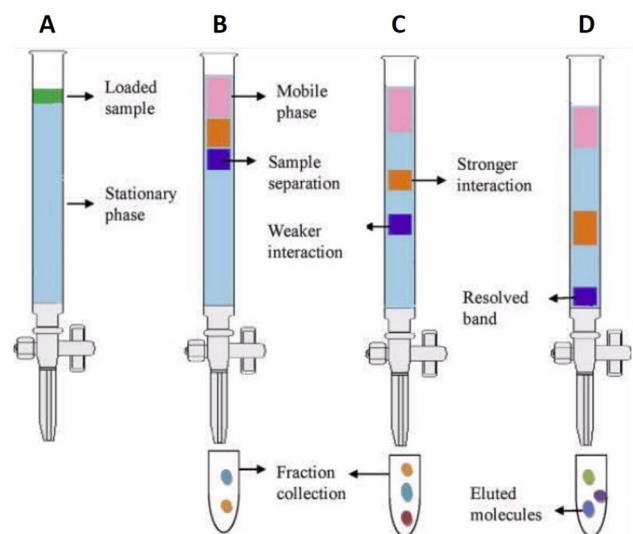 A
B
C
D
Loaded
sample
Stationary
phase
Mobile
phase
Sample
separation
Weaker
interaction
Stronger
interaction
Resolved
band
Fraction
collection
Eluted
molecules